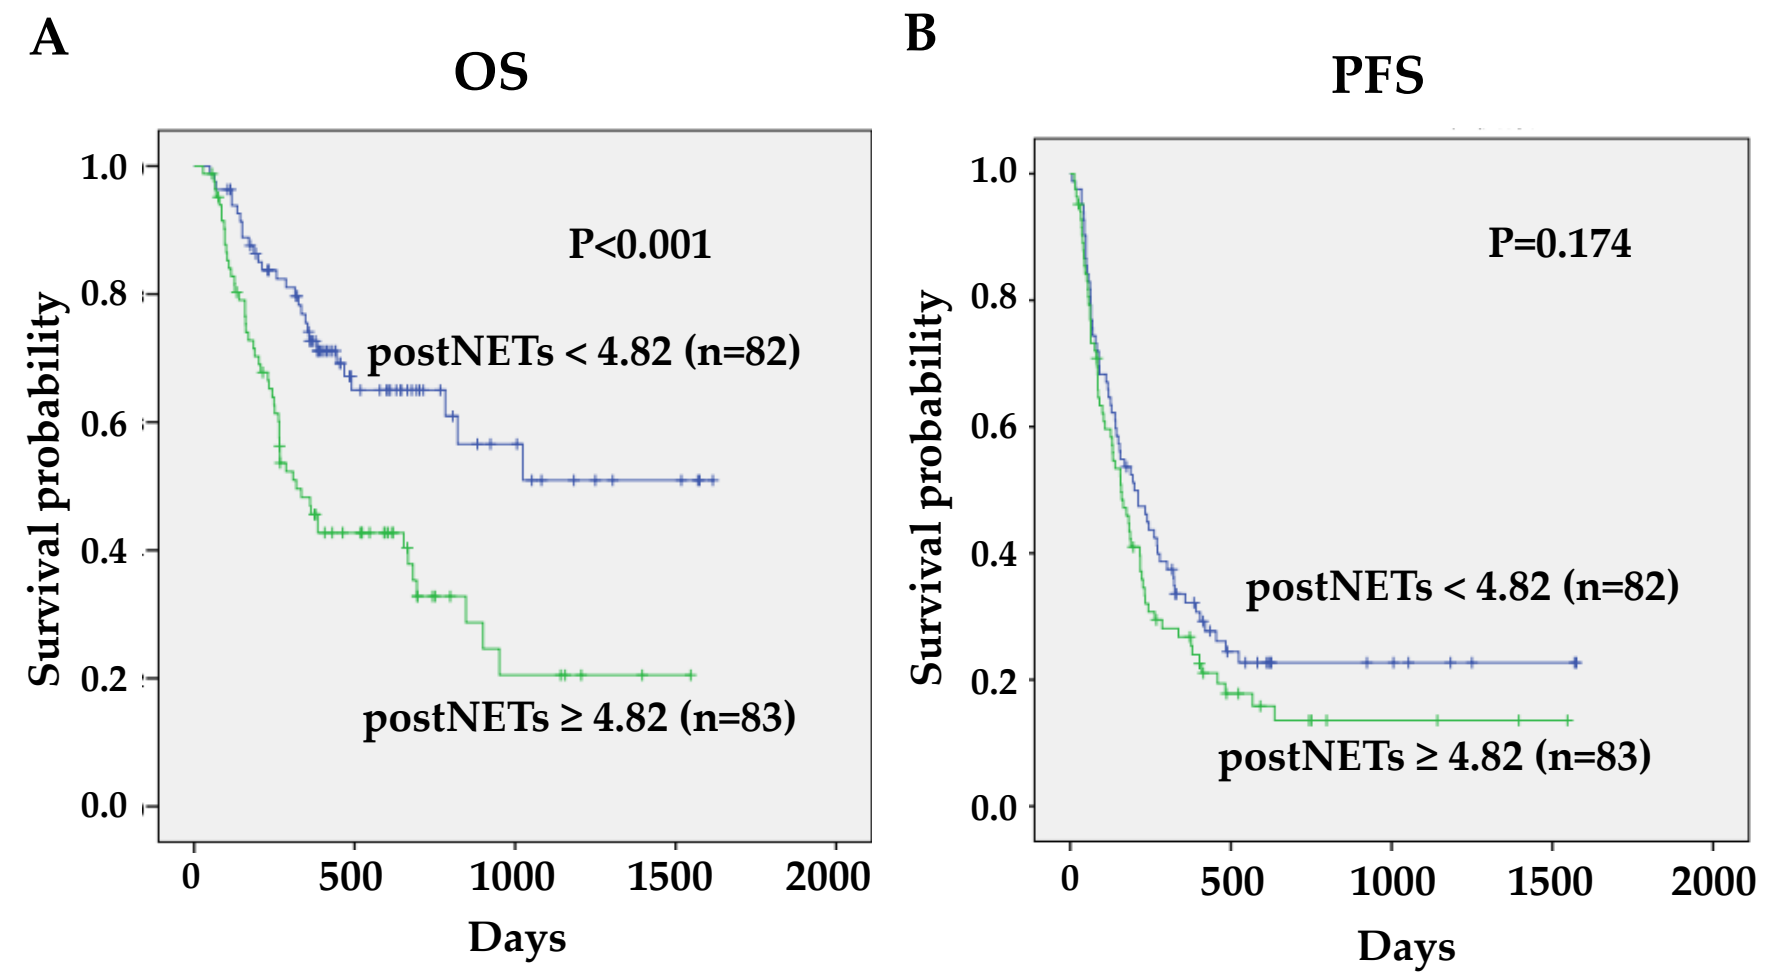 A
OS
Survival probability
1.0
0.8
0.6
0.4
0.2
0.0
P<0.001
postNETs < 4.82 (n=82)
postNETs ≥ 4.82 (n=83)
0 500 1000 1500 2000
Days
B
PFS
Survival probability
1.0
0.8
0.6
0.4
0.2
0.0
P=0.174
postNETs < 4.82 (n=82)
postNETs ≥ 4.82 (n=83)
0 500 1000 1500 2000
Days